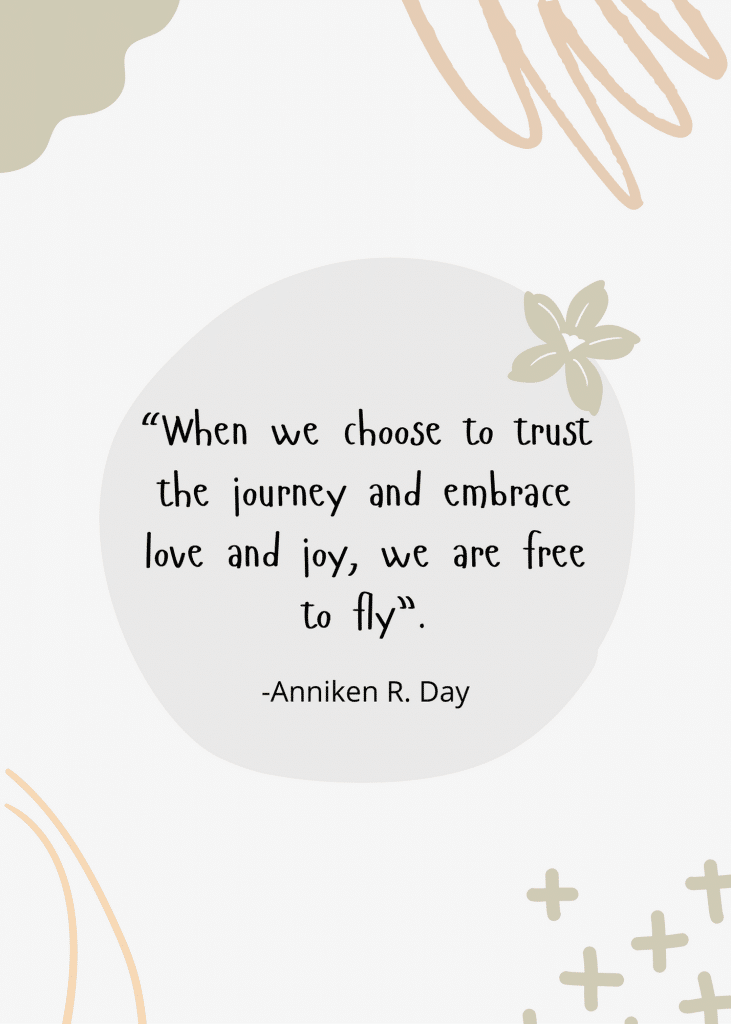 “When we choose to trust
the journey and embrace
love and joy, we are free
to fly”.
-Anniken R. Day